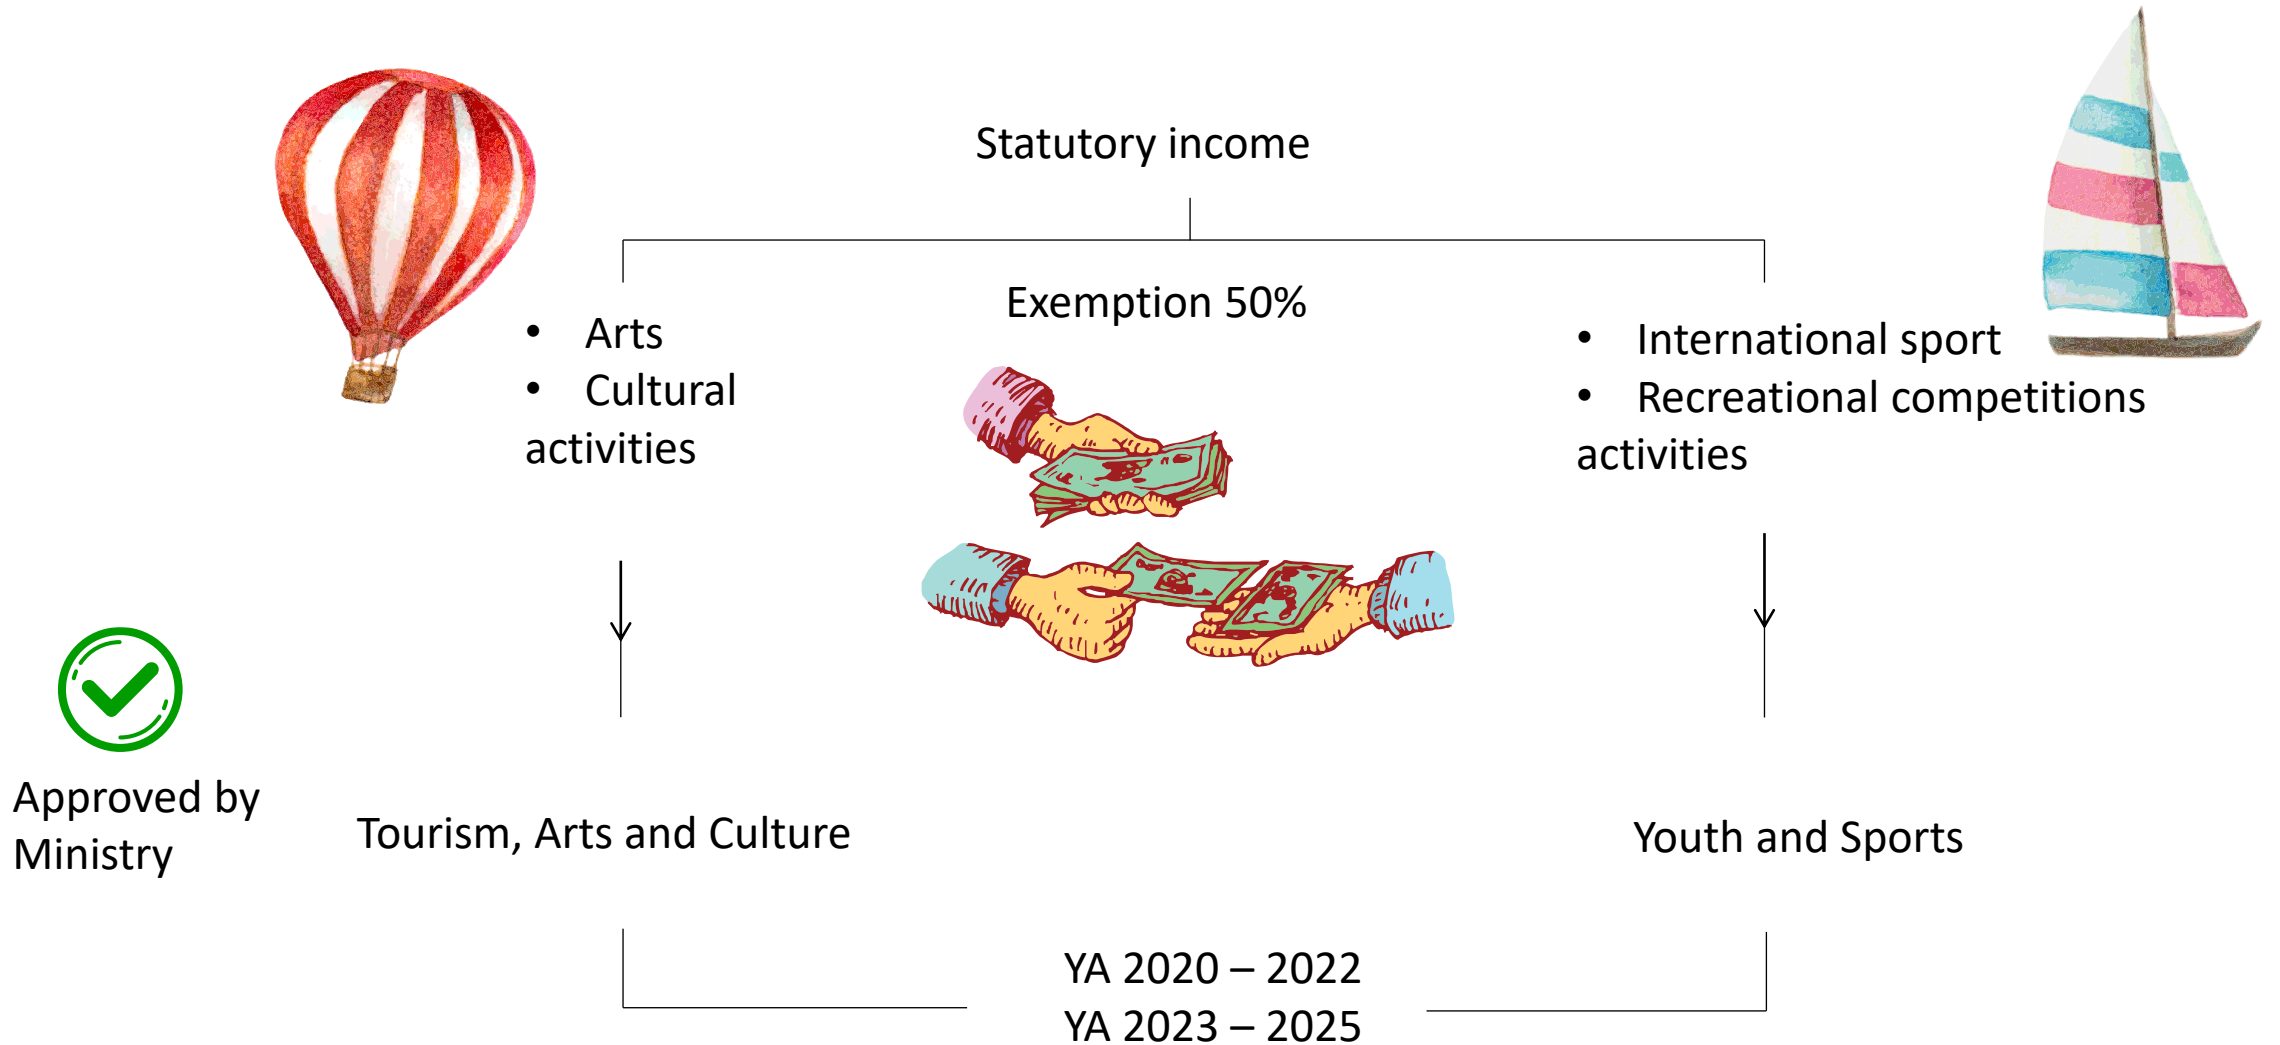 Statutory income
Exemption 50%
• Arts
• Cultural
activities
• International sport
• Recreational competitions
activities
Approved by
Ministry
Tourism, Arts and Culture
Youth and Sports
YA 2020 – 2022
YA 2023 – 2025